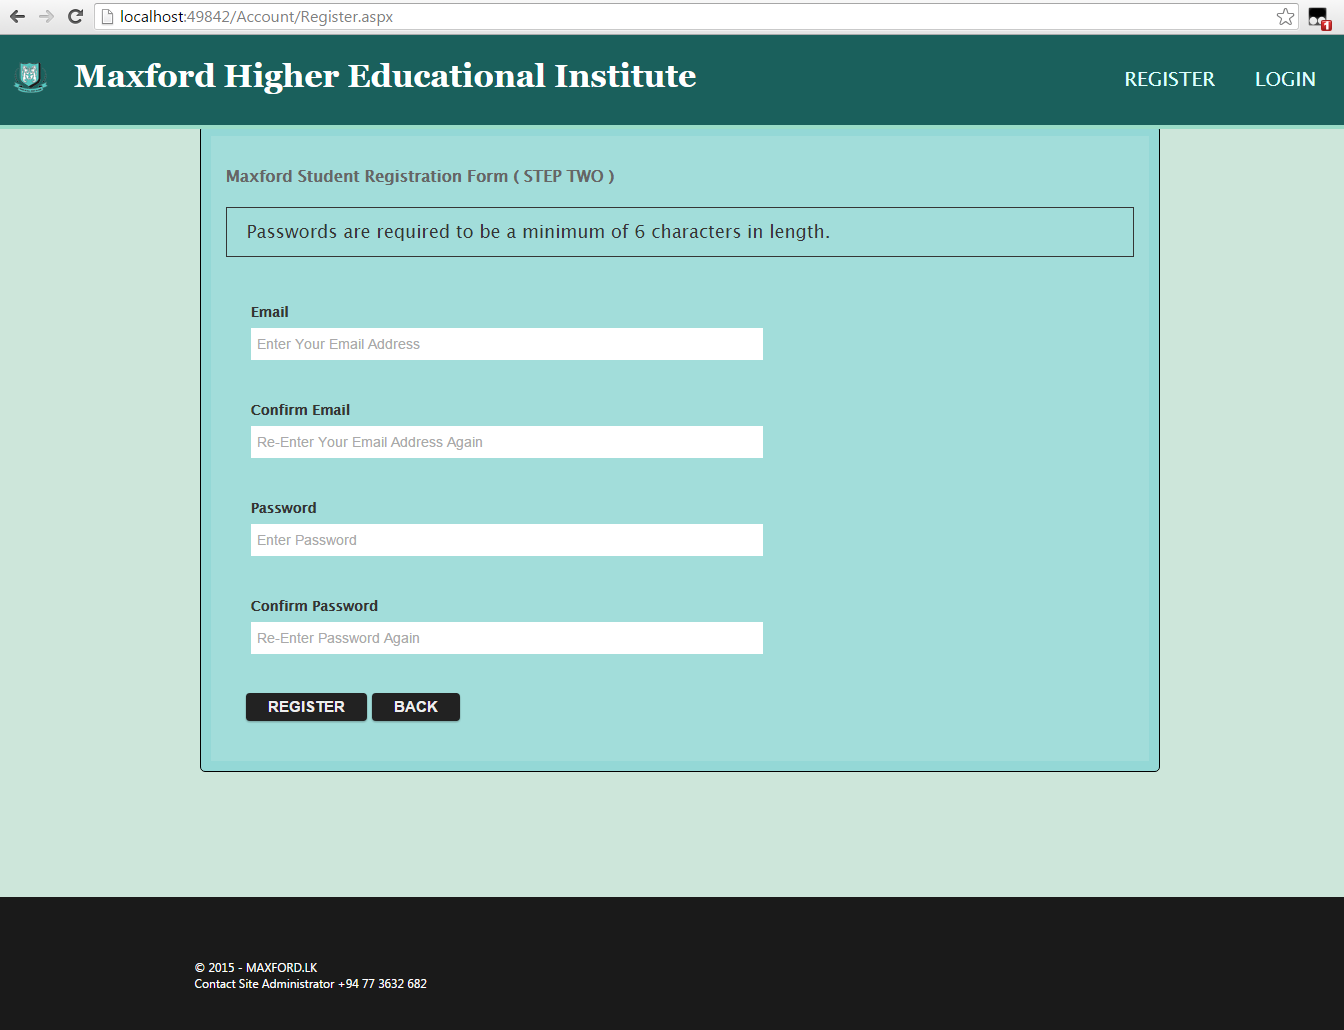 localhost:49842/Account/Register.aspx
1
Maxford Higher Educational Institute
REGISTER LOGIN
Maxford Student Registration Form ( STEP TWO )
Passwords are required to be a minimum of 6 characters in length.
Email
Enter Your Email Address
Confirm Email
Re-Enter Your Email Address Again
Password
Enter Password
Confirm Password
Re-Enter Password Again
REGISTER BACK
© 2015 - MAXFORD.LK
Contact Site Administrator +94 77 3632 682